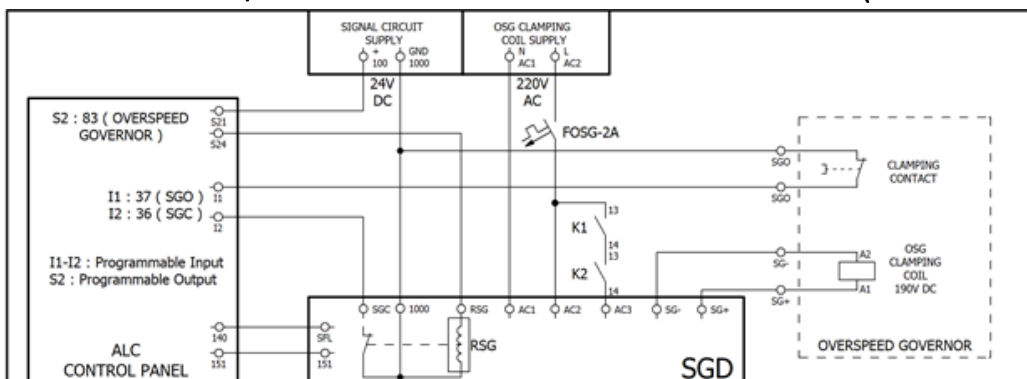 SIGNAL CIRCUIT
SUPPLY
+
100
GND
1000
OSG CLAMPING
COIL SUPPLY
N
AC1
L
AC2
24V
DC
220V
AC
S2 : 83 ( OVERSPEED
GOVERNOR )
S21
S24
FOSG-2A
SGO
CLAMPING
CONTACT
SGO
I1 : 37 ( SGO )
I1
I2 : 36 ( SGC )
I2
K1
13
14
K2
13
14
I1-I2 : Programmable Input
S2 : Programmable Output
SG-
A2
OSG
CLAMPING
COIL
190V DC
SG+
A1
SGC
1000
RSG
AC1
AC2
AC3
SG-
SG+
140
SFL
RSG
OVERSPEED GOVERNOR
ALC
CONTROL PANEL
151
151
SGD